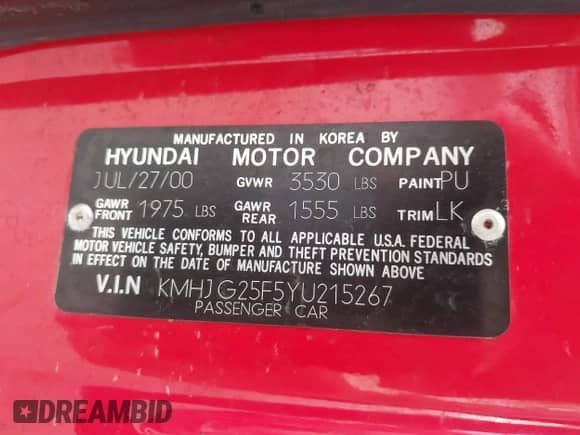 MANUFACTURED IN KOREA BY
HYUNDAI MOTOR COMPANY
JUL/27/00 GVWR 3530 LBS PAINT PU
GAWR FRONT 1975 LBS GAWR REAR 1555 LBS TRIM LK
THIS VEHICLE CONFORMS TO ALL APPLICABLE U.S.A. FEDERAL
MOTOR VEHICLE SAFETY, BUMPER AND THEFT PREVENTION STANDARDS
IN EFFECT ON THE DATE OF MANUFACTURE SHOWN ABOVE
V.I.N KMHJG25F5YU215267
PASSENGER CAR
DREAMBID